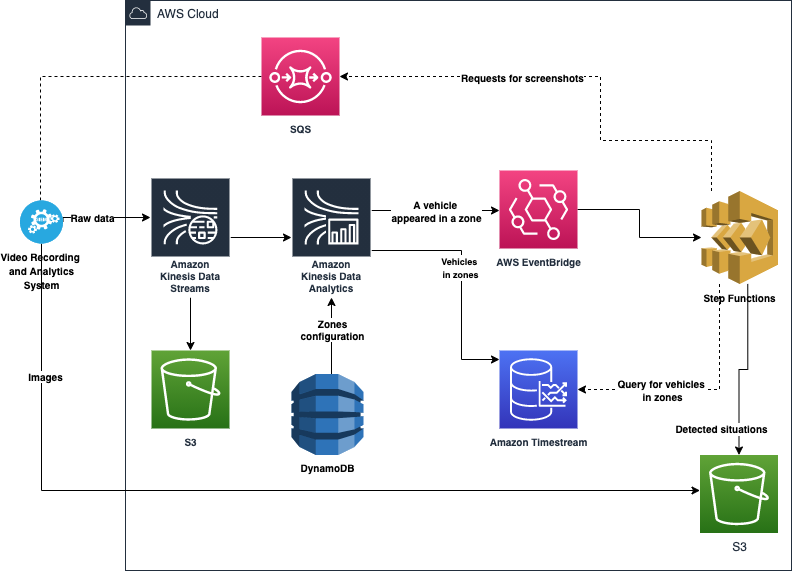 AWS Cloud
Requests for screenshots
SQS
A vehicle
appeared in a zone
Raw data
Video Recording
and Analytics
System
Amazon
Kinesis Data
Streams
Amazon
Kinesis Data
Analytics
Vehicles
in zones
AWS EventBridge
Step Functions
Zones
configuration
Images
Query for vehicles
in zones
Detected situations
S3
DynamoDB
Amazon Timestream
S3